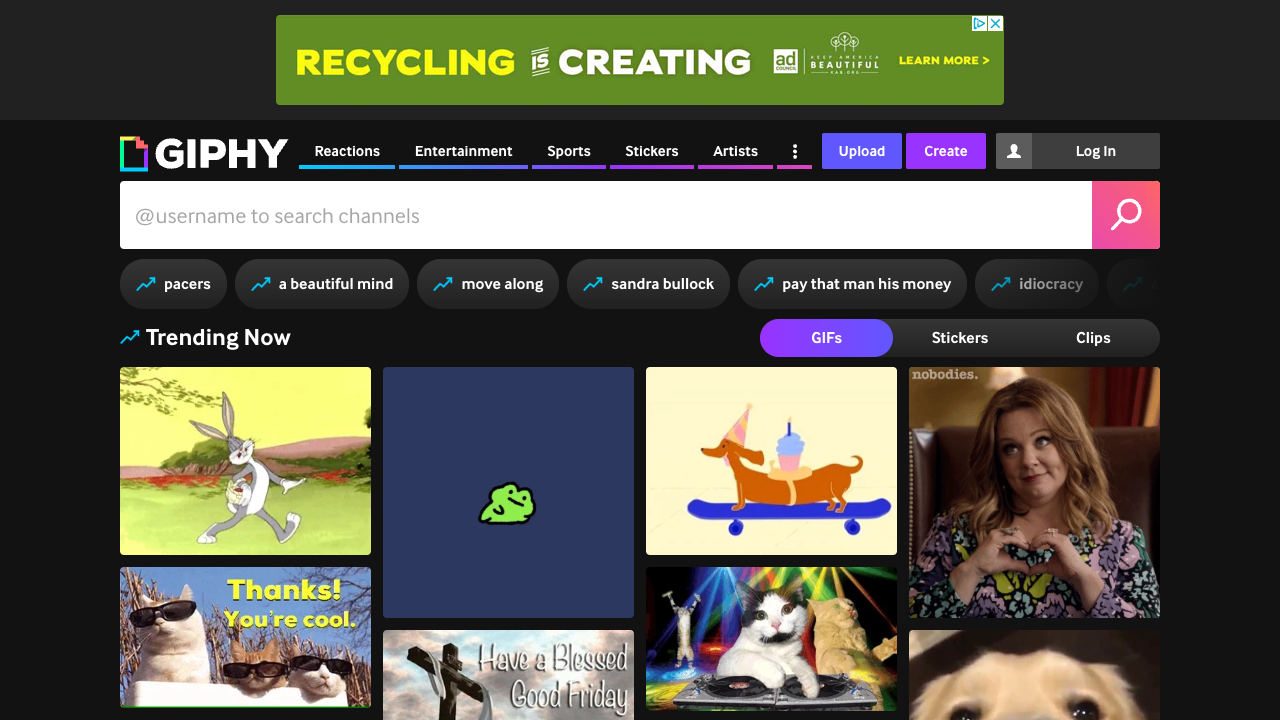 RECYCLING IS CREATING
ad
COUNCIL
KEEP AMERICA
BEAUTIFUL
KAB.ORG
LEARN MORE >
GIPHY
Reactions
Entertainment
Sports
Stickers
Artists
Upload
Create
Log In
@username to search channels
pacers
a beautiful mind
move along
sandra bullock
pay that man his money
idiocracy
Trending Now
GIFs
Stickers
Clips
nobodies.
Thanks!
You're cool.
Have a Blessed
Good Friday